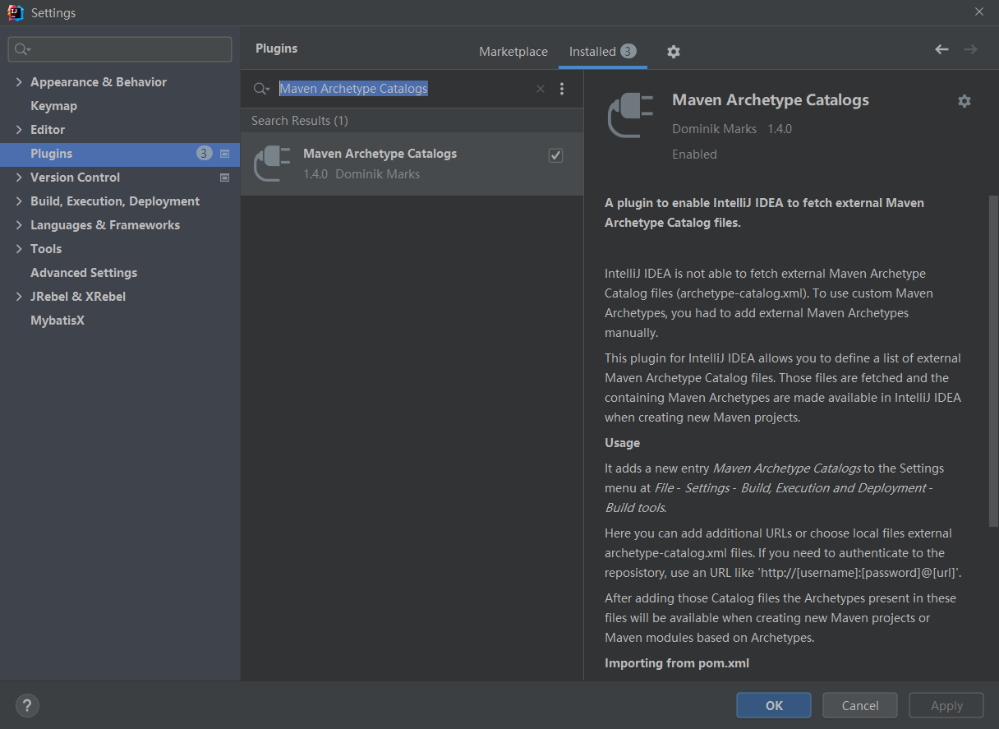 Settings
Plugins
Marketplace
Installed 3
Appearance & Behavior
Keymap
Editor
Plugins 3
Version Control
Build, Execution, Deployment
Languages & Frameworks
Tools
Advanced Settings
JRebel & XRebel
MybatisX
Maven Archetype Catalogs
Search Results (1)
Maven Archetype Catalogs
1.4.0 Dominik Marks
Maven Archetype Catalogs
Dominik Marks 1.4.0
Enabled
A plugin to enable IntelliJ IDEA to fetch external Maven
Archetype Catalog files.
IntelliJ IDEA is not able to fetch external Maven Archetype
Catalog files (archetype-catalog.xml). To use custom Maven
Archetypes, you had to add external Maven Archetypes
manually.
This plugin for IntelliJ IDEA allows you to define a list of external
Maven Archetype Catalog files. Those files are fetched and the
containing Maven Archetypes are made available in IntelliJ IDEA
when creating new Maven projects.
Usage
It adds a new entry Maven Archetype Catalogs to the Settings
menu at File - Settings - Build, Execution and Deployment -
Build tools.
Here you can add additional URLs or choose local files external
archetype-catalog.xml files. If you need to authenticate to the
reposistory, use an URL like 'http://[username]:[password]@[url]'.
After adding those Catalog files the Archetypes present in these
files will be available when creating new Maven projects or
Maven modules based on Archetypes.
Importing from pom.xml
?
OK
Cancel
Apply